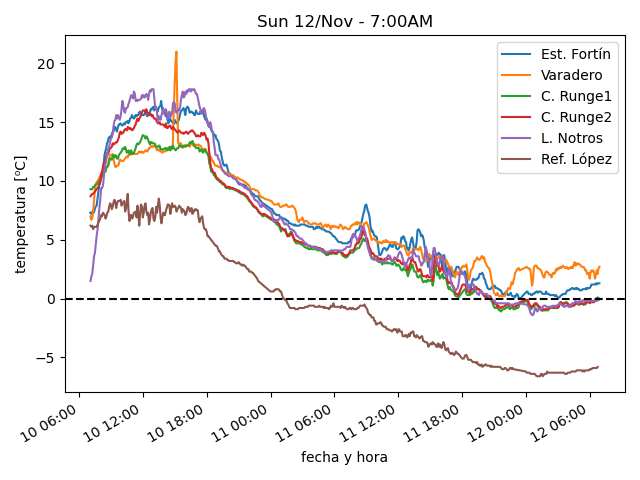 Sun 12/Nov - 7:00AM
temperatura [°C]
20
15
10
5
0
−5
Est. Fortín
Varadero
C. Runge1
C. Runge2
L. Notros
Ref. López
10 06:00
10 12:00
10 18:00
11 00:00
11 06:00
11 12:00
11 18:00
12 00:00
12 06:00
fecha y hora